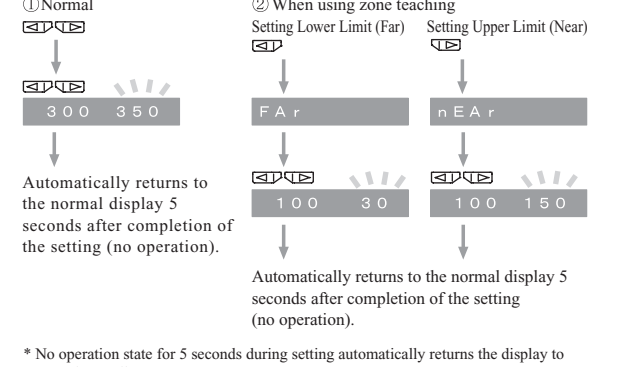 ①Normal
② When using zone teaching
Setting Lower Limit (Far) Setting Upper Limit (Near)
300 350
FAr
nEAr
100 30
100 150
Automatically returns to
the normal display 5
seconds after completion of
the setting (no operation).
Automatically returns to the normal display 5
seconds after completion of the setting
(no operation).
* No operation state for 5 seconds during setting automatically returns the display to